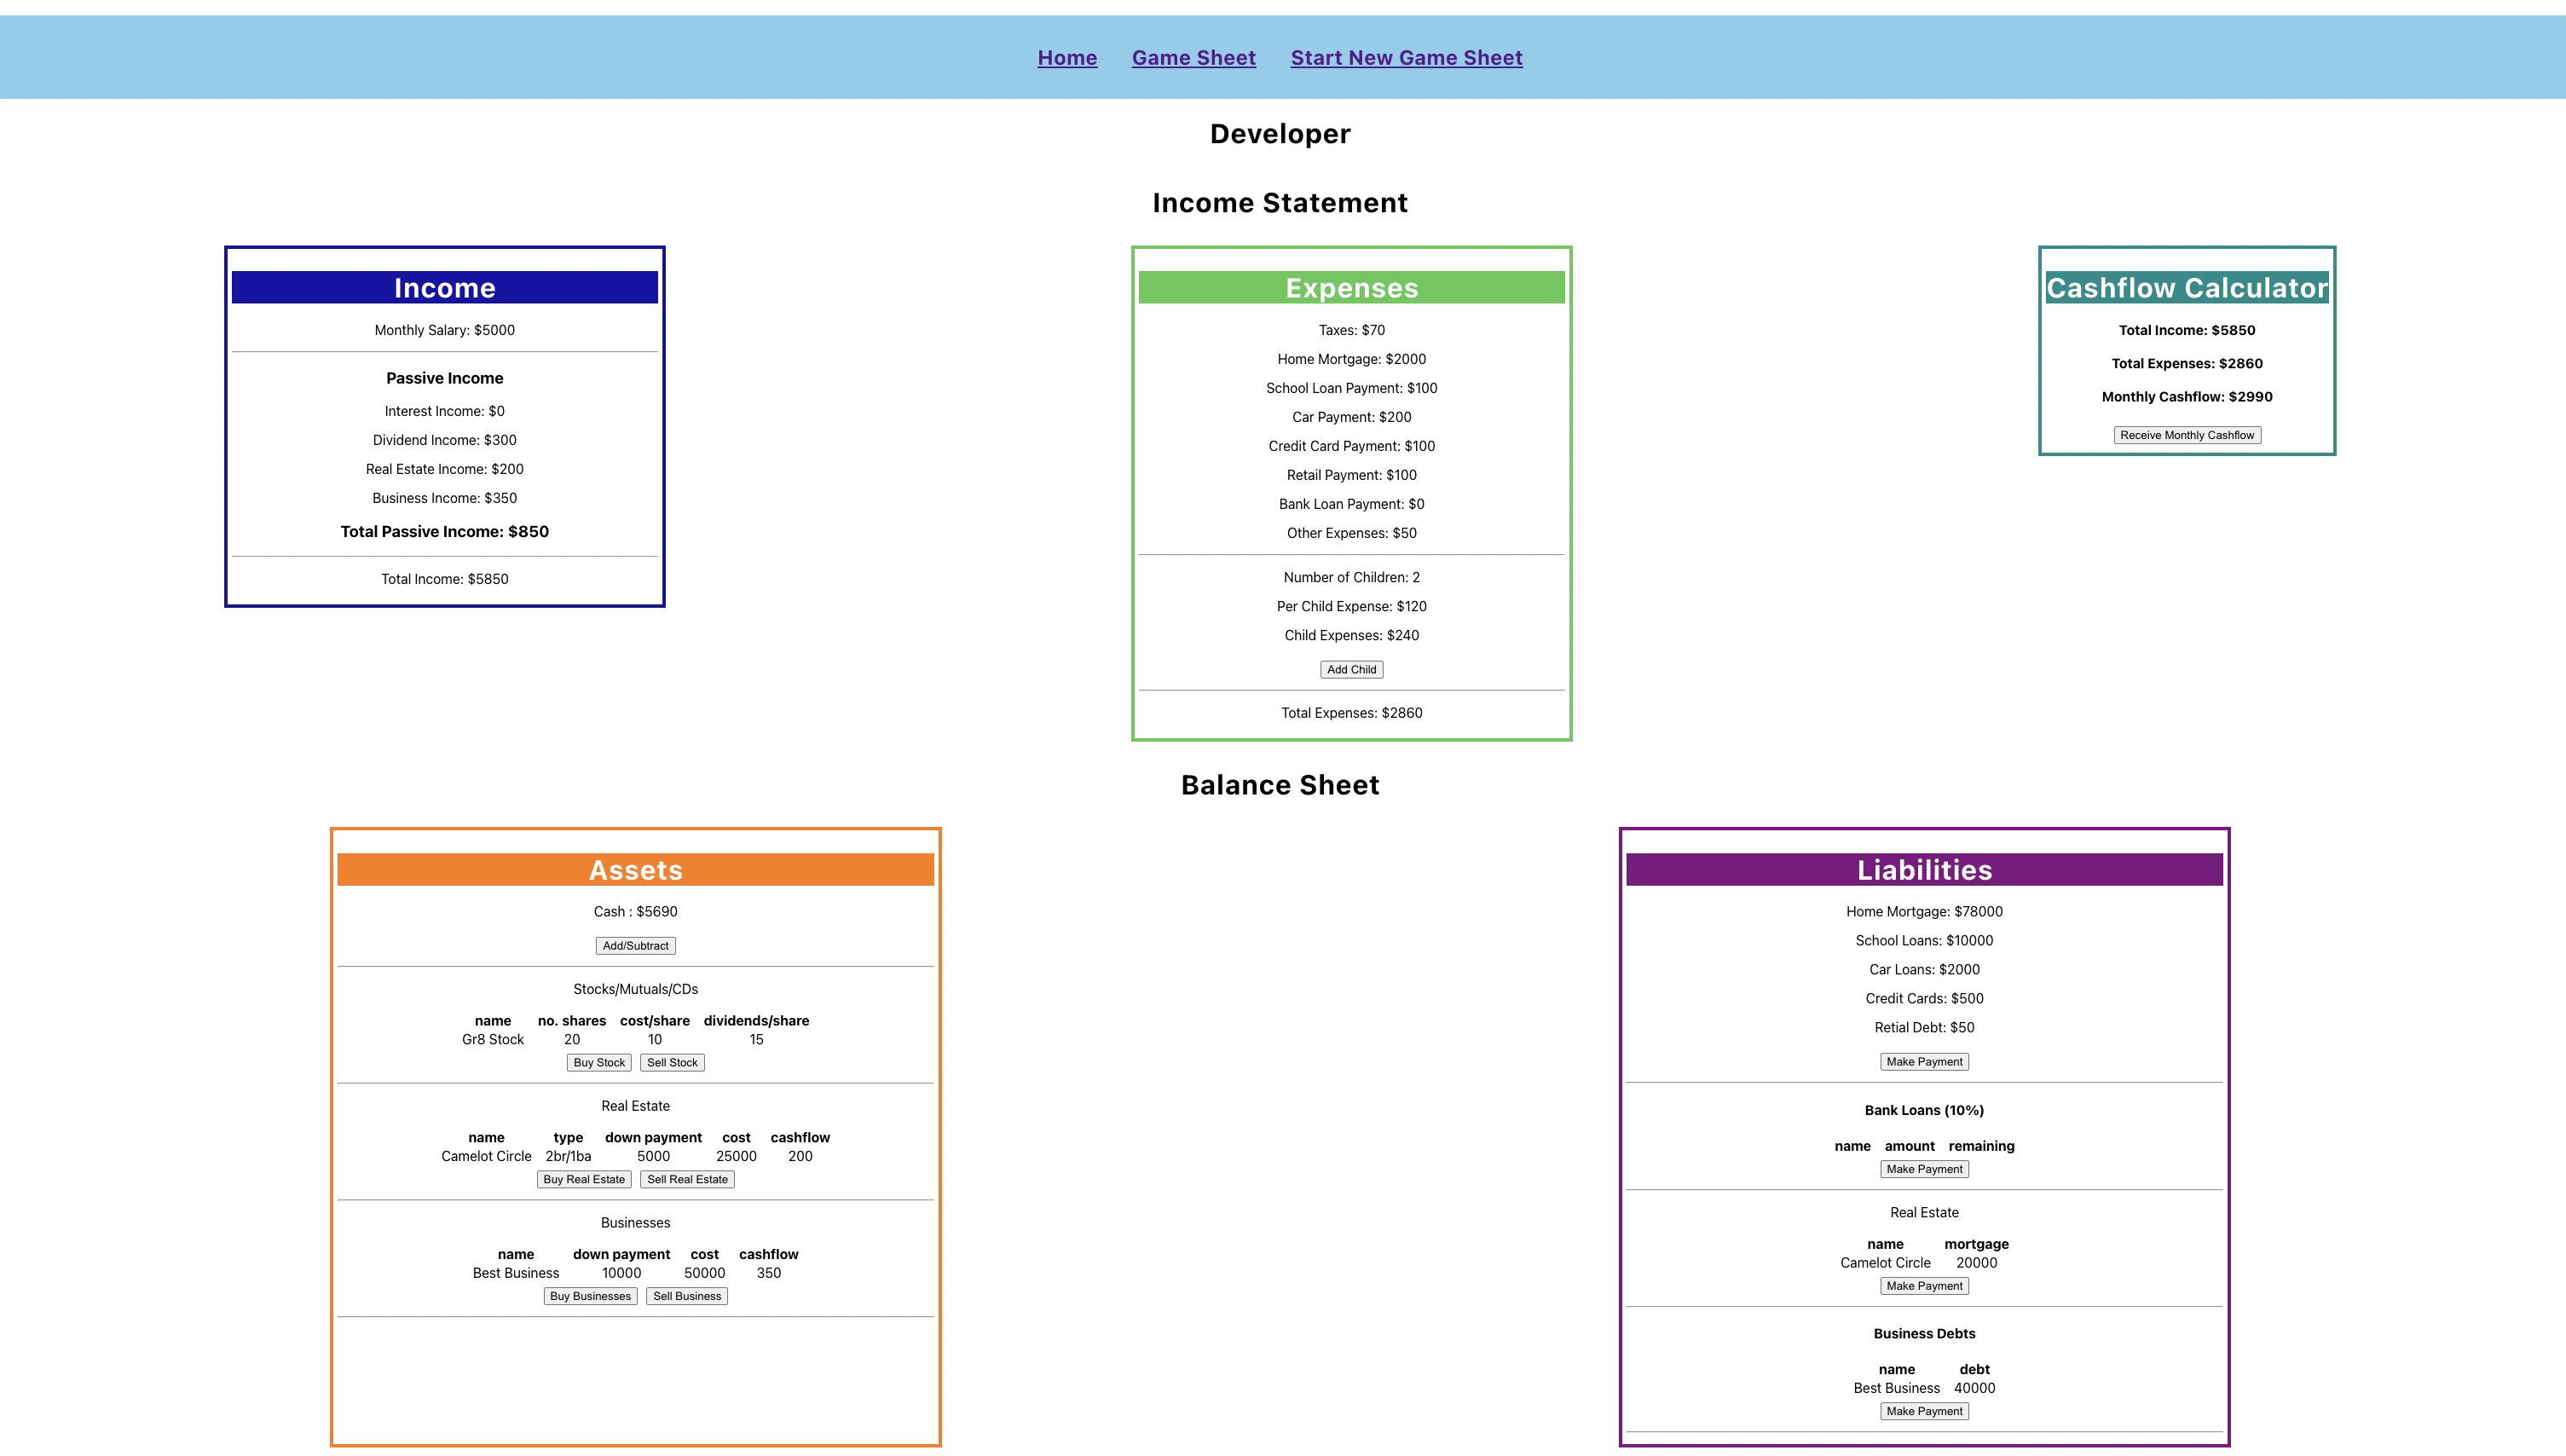 Home Game Sheet Start New Game Sheet
Developer
Income Statement
Income
Monthly Salary: $5000
Passive Income
Interest Income: $0
Dividend Income: $300
Real Estate Income: $200
Business Income: $350
Total Passive Income: $850
Total Income: $5850
Expenses
Taxes: $70
Home Mortgage: $2000
School Loan Payment: $100
Car Payment: $200
Credit Card Payment: $100
Retail Payment: $100
Bank Loan Payment: $0
Other Expenses: $50
Number of Children: 2
Per Child Expense: $120
Child Expenses: $240
Add Child
Total Expenses: $2860
Cashflow Calculator
Total Income: $5850
Total Expenses: $2860
Monthly Cashflow: $2990
Receive Monthly Cashflow
Balance Sheet
Assets
Cash : $5690
Add/Subtract
Stocks/Mutuals/CDs
name no. shares cost/share dividends/share
Gr8 Stock 20 10 15
Buy Stock Sell Stock
Real Estate
name type down payment cost cashflow
Camelot Circle 2br/1ba 5000 25000 200
Buy Real Estate Sell Real Estate
Businesses
name down payment cost cashflow
Best Business 10000 50000 350
Buy Businesses Sell Business
Liabilities
Home Mortgage: $78000
School Loans: $10000
Car Loans: $2000
Credit Cards: $500
Retial Debt: $50
Make Payment
Bank Loans (10%)
name amount remaining
Make Payment
Real Estate
name mortgage
Camelot Circle 20000
Make Payment
Business Debts
name debt
Best Business 40000
Make Payment